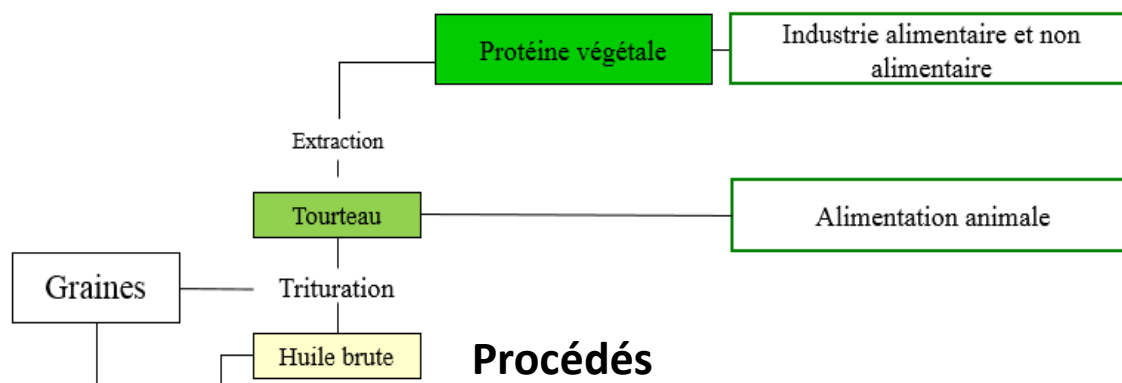 Protéine végétale
Industrie alimentaire et non
alimentaire
Extraction
Tourteau
Alimentation animale
Graines
Trituration
Huile brute
Procédés